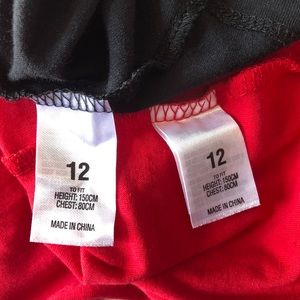 12
TO FIT
HEIGHT: 150CM
CHEST: 80CM
MADE IN CHINA
12
TO FIT
HEIGHT: 150CM
CHEST: 80CM
MADE IN CHINA